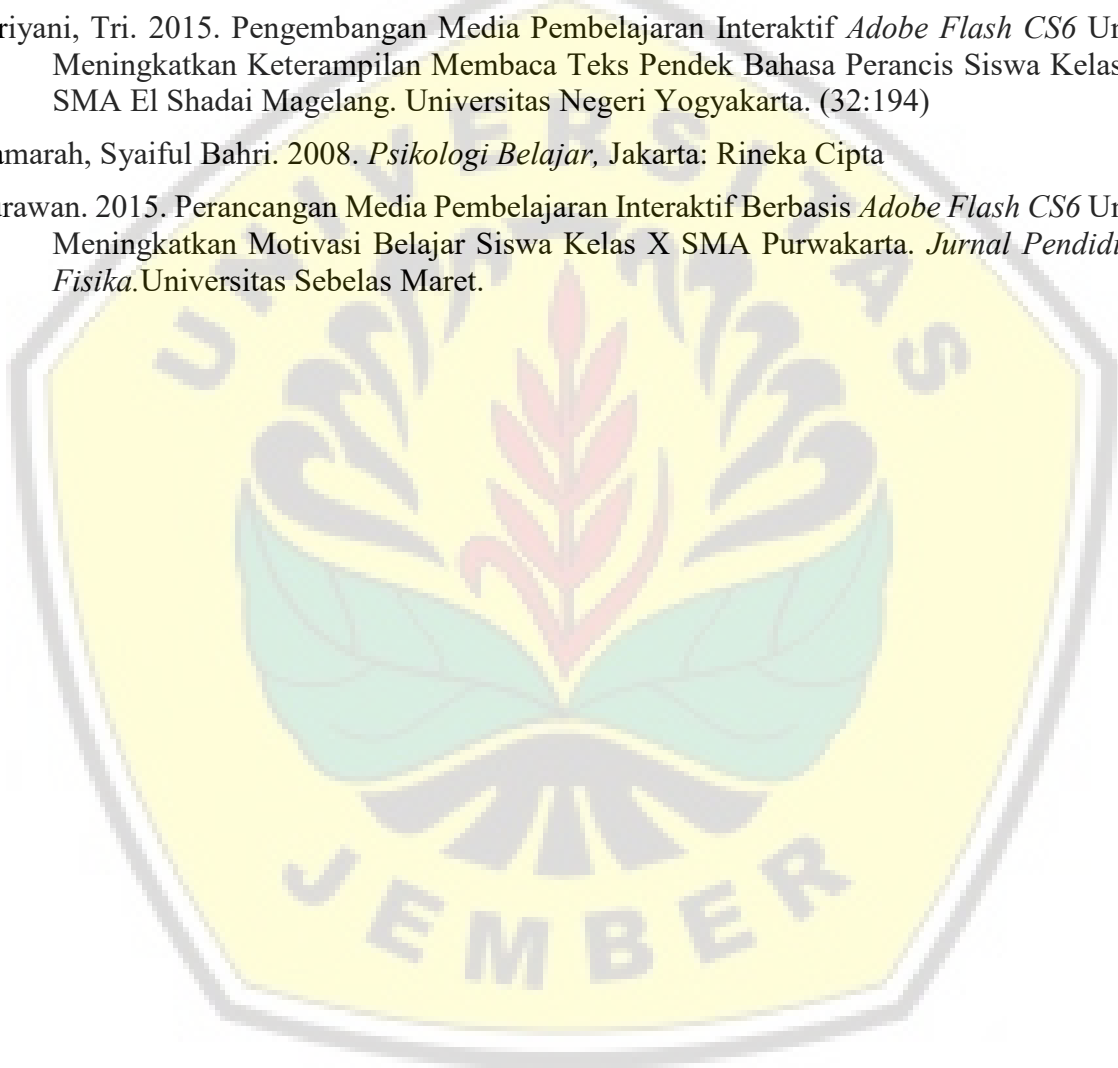 riyani, Tri. 2015. Pengembangan Media Pembelajaran Interaktif Adobe Flash CS6 Un
Meningkatkan Keterampilan Membaca Teks Pendek Bahasa Perancis Siswa Kelas
SMA El Shadai Magelang. Universitas Negeri Yogyakarta. (32:194)
amarah, Syaiful Bahri. 2008. Psikologi Belajar, Jakarta: Rineka Cipta
urawan. 2015. Perancangan Media Pembelajaran Interaktif Berbasis Adobe Flash CS6 Un
Meningkatkan Motivasi Belajar Siswa Kelas X SMA Purwakarta. Jurnal Pendidi
Fisika.Universitas Sebelas Maret.
UNIVERSITAS
JEMBER